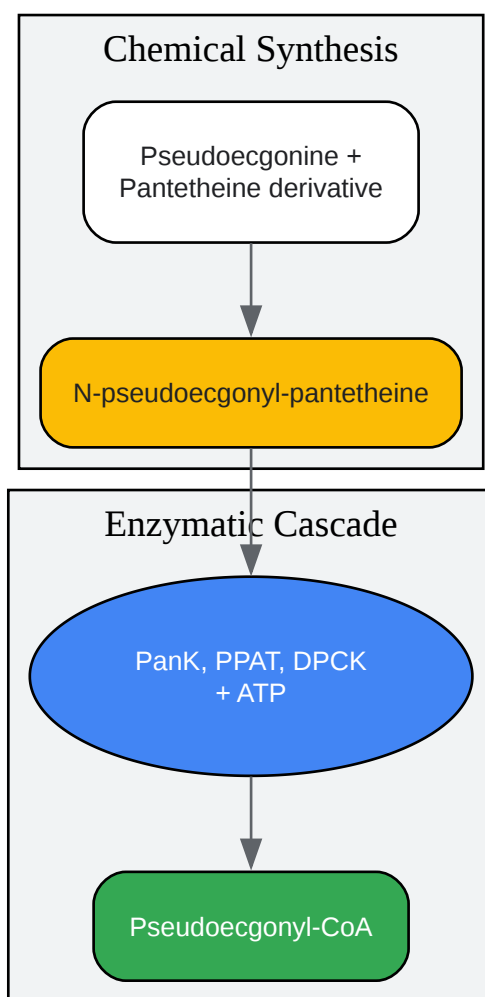 Chemical Synthesis
Pseudoecgonine +
Pantetheine derivative
N-pseudoecgonyl-pantetheine
Enzymatic Cascade
PanK, PPAT, DPCK
+ ATP
Pseudoecgonyl-CoA